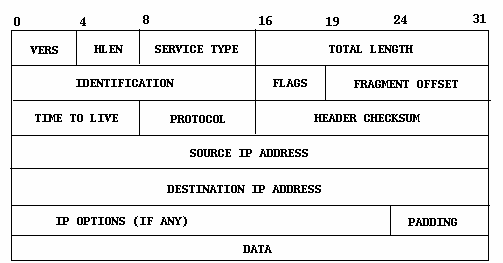 0 4 8 16 19 24 31
VERS HLEN SERVICE TYPE TOTAL LENGTH
IDENTIFICATION FLAGS FRAGMENT OFFSET
TIME TO LIVE PROTOCOL HEADER CHECKSUM
SOURCE IP ADDRESS
DESTINATION IP ADDRESS
IP OPTIONS (IF ANY) PADDING
DATA